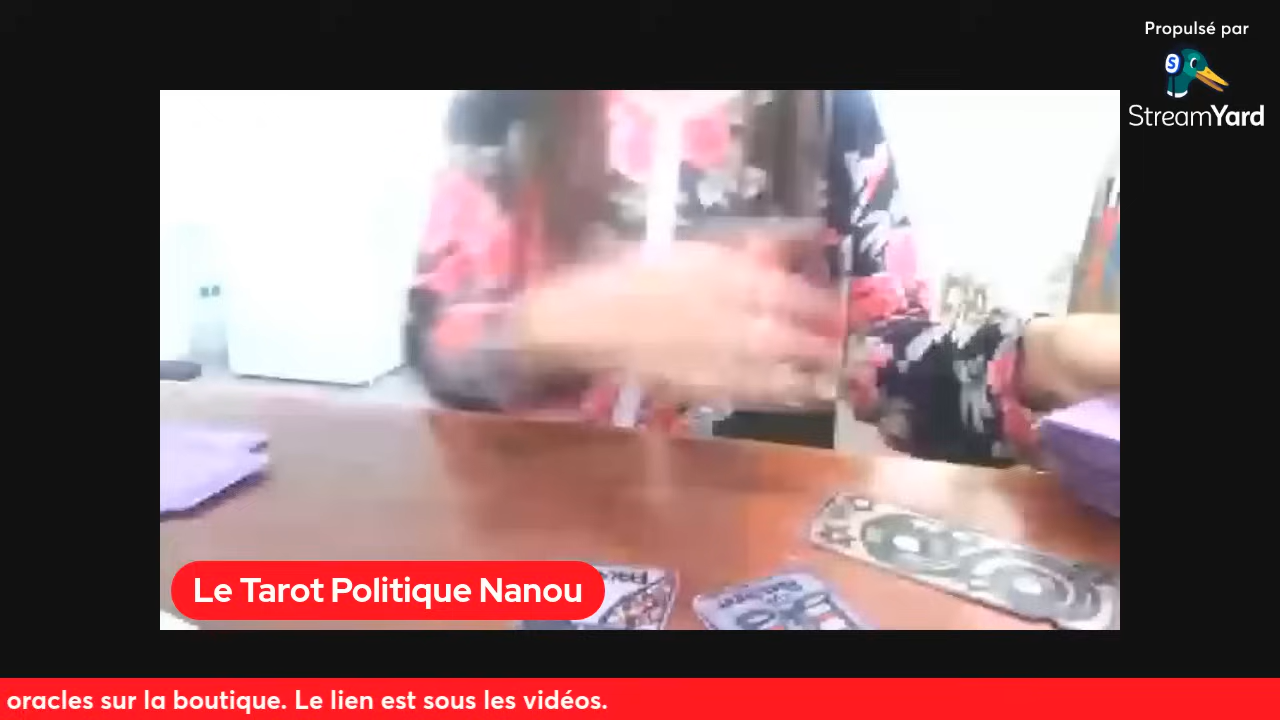 Propulsé par
StreamYard
Le Tarot Politique Nanou
oracles sur la boutique. Le lien est sous les vidéos.